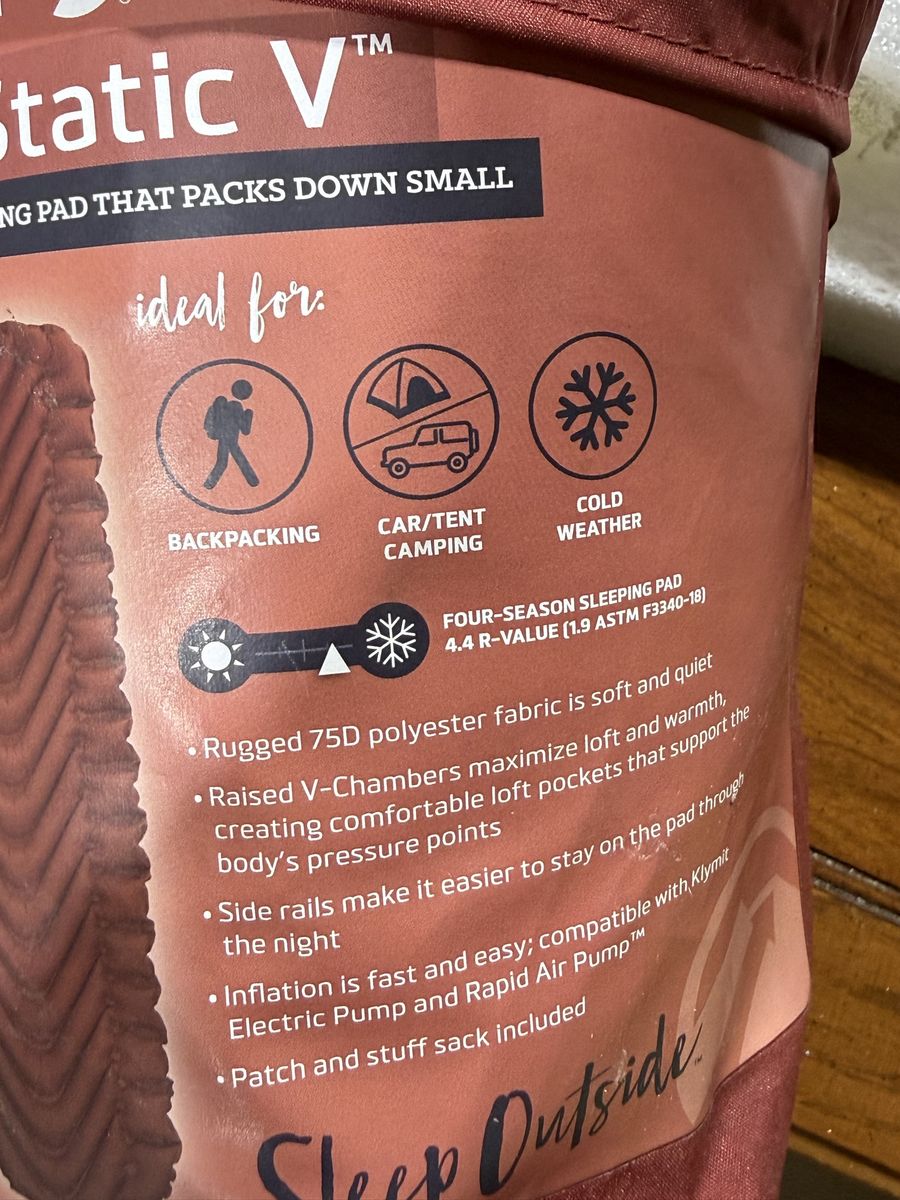 Static V™
NG PAD THAT PACKS DOWN SMALL
ideal for:
BACKPACKING
CAR/TENT
CAMPING
COLD
WEATHER
FOUR-SEASON SLEEPING PAD
4.4 R-VALUE (1.9 ASTM F3340-18)
• Rugged 75D polyester fabric is soft and quiet
• Raised V-Chambers maximize loft and warmth,
creating comfortable loft pockets that support the
body's pressure points
• Side rails make it easier to stay on the pad through
the night
• Inflation is fast and easy; compatible with Klymit
Electric Pump and Rapid Air Pump™
• Patch and stuff sack included
Sleep Outside™